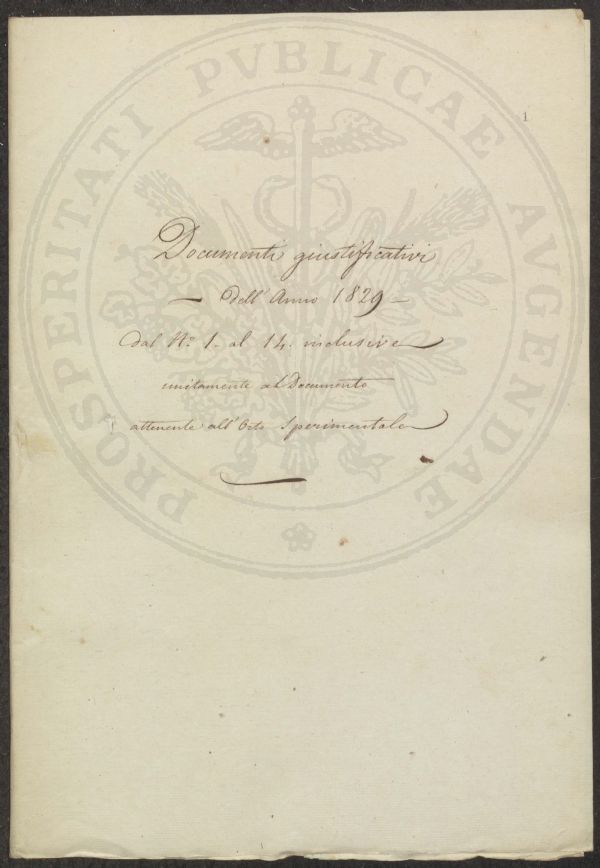 PROSPERITATI PVBLICAE AVGENDAE
1
Documenti giustificativi
— dell'Anno 1829 —
dal N.o 1. al 14. inclusive
unitamente al Documento
attenente all'Orto Sperimentale